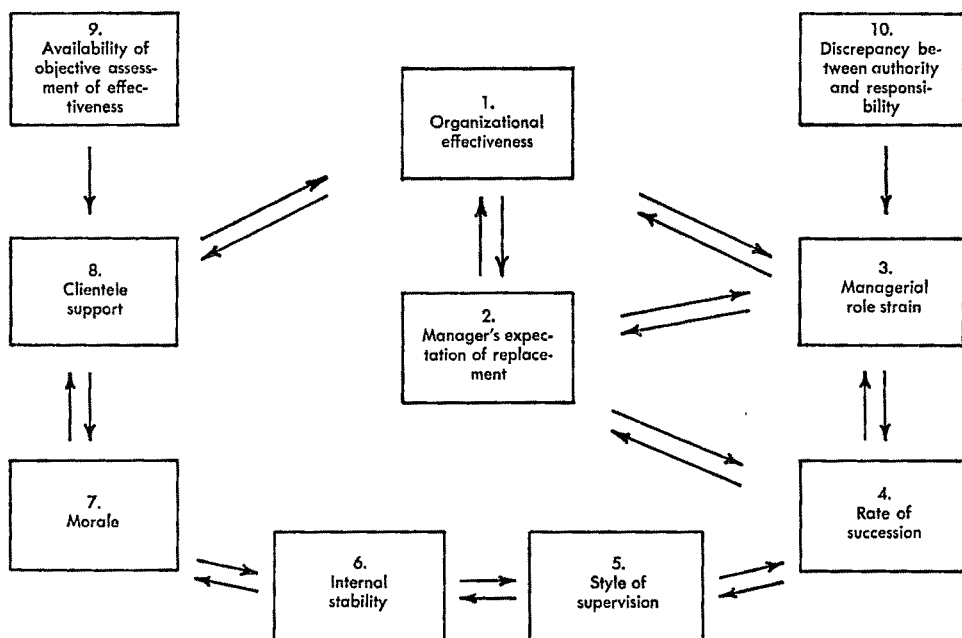 9.
Availability of
objective assess-
ment of effec-
tiveness
10.
Discrepancy be-
tween authority
and responsi-
bility
1.
Organizational
effectiveness
8.
Clientele
support
2.
Manager's expec-
tation of replace-
ment
3.
Managerial
role strain
7.
Morale
4.
Rate of
succession
6.
Internal
stability
5.
Style of
supervision